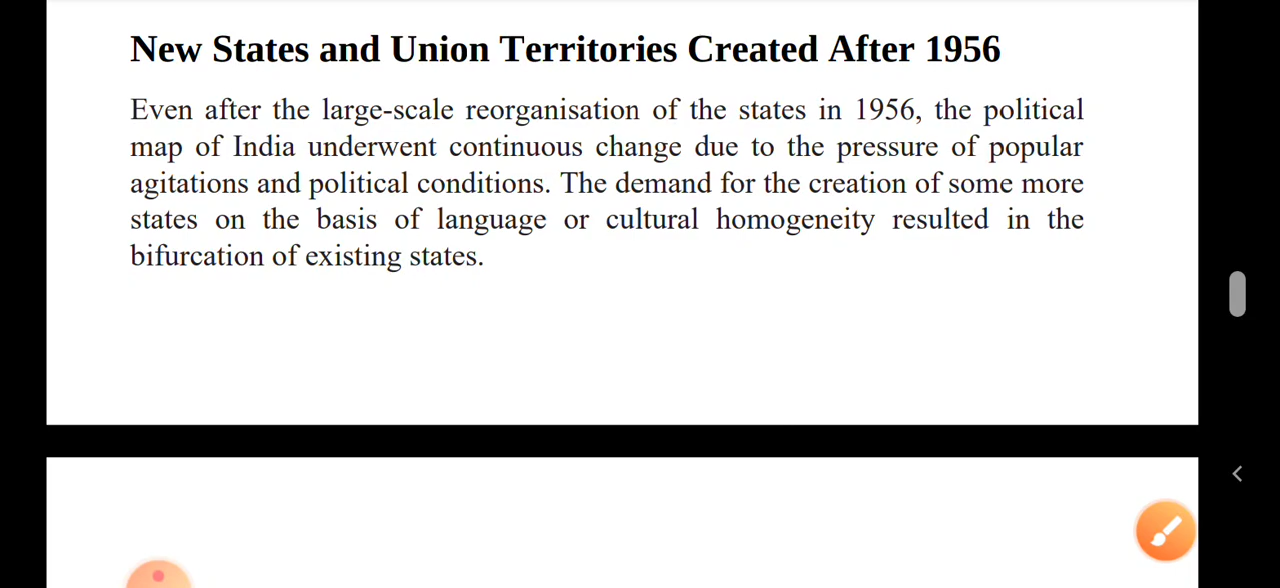 New States and Union Territories Created After 1956
Even after the large-scale reorganisation of the states in 1956, the political
map of India underwent continuous change due to the pressure of popular
agitations and political conditions. The demand for the creation of some more
states on the basis of language or cultural homogeneity resulted in the
bifurcation of existing states.